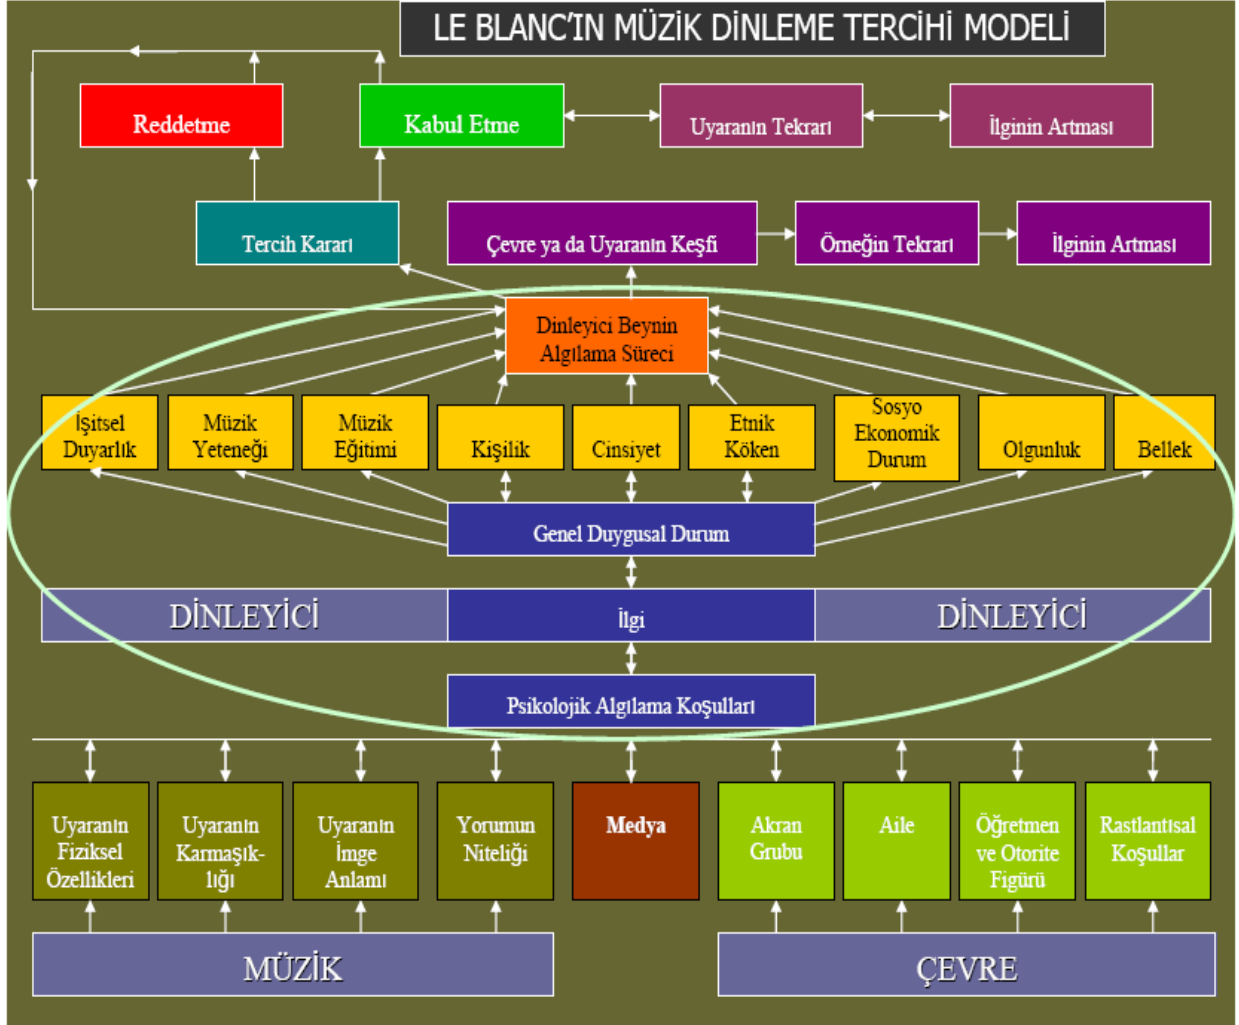 LE BLANC'IN MÜZİK DİNLEME TERCİHİ MODELİ
Reddetme
Kabul Etme
Uyaranın Tekrarı
İlginin Artması
Tercih Kararı
Çevre ya da Uyaranın Keşfi
Örneğin Tekrarı
İlginin Artması
Dinleyici Beynin
Algılama Süreci
İşitsel
Duyarlık
Müzik
Yeteneği
Müzik
Eğitimi
Kişilik
Cinsiyet
Etnik
Köken
Sosyo
Ekonomik
Durum
Olgunluk
Bellek
Genel Duygusal Durum
DİNLEYİCİ
İlgi
DİNLEYİCİ
Psikolojik Algılama Koşulları
Uyaranın
Fiziksel
Özellikleri
Uyaranın
Karmaşık-
lığı
Uyaranın
İmge
Anlamı
Yorumun
Niteliği
Medya
Akran
Grubu
Aile
Öğretmen
ve Otorite
Figürü
Rastlantısal
Koşullar
MÜZİK
ÇEVRE